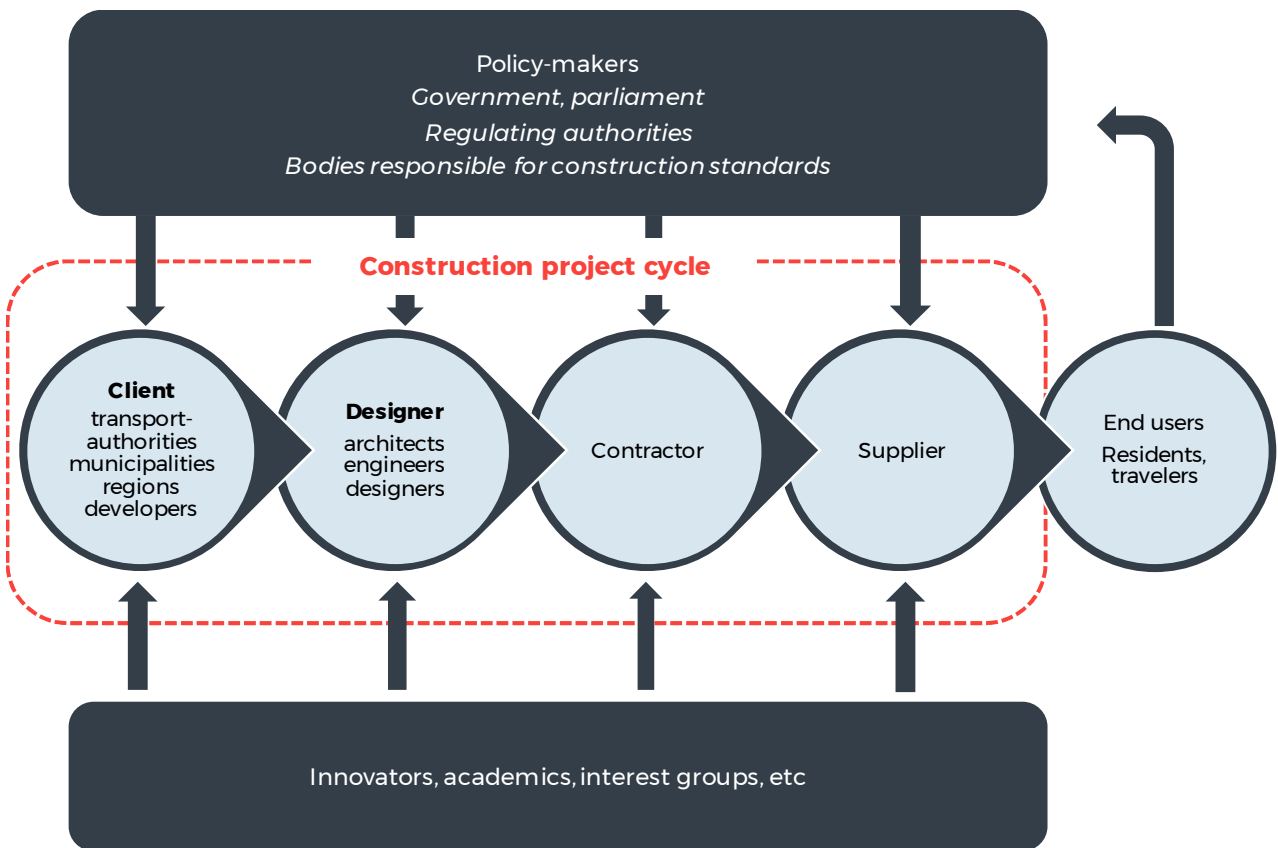 Policy-makers
Government, parliament
Regulating authorities
Bodies responsible for construction standards
Construction project cycle
Client
transport-
authorities
municipalities
regions
developers
Designer
architects
engineers
designers
Contractor
Supplier
End users
Residents,
travelers
Innovators, academics, interest groups, etc